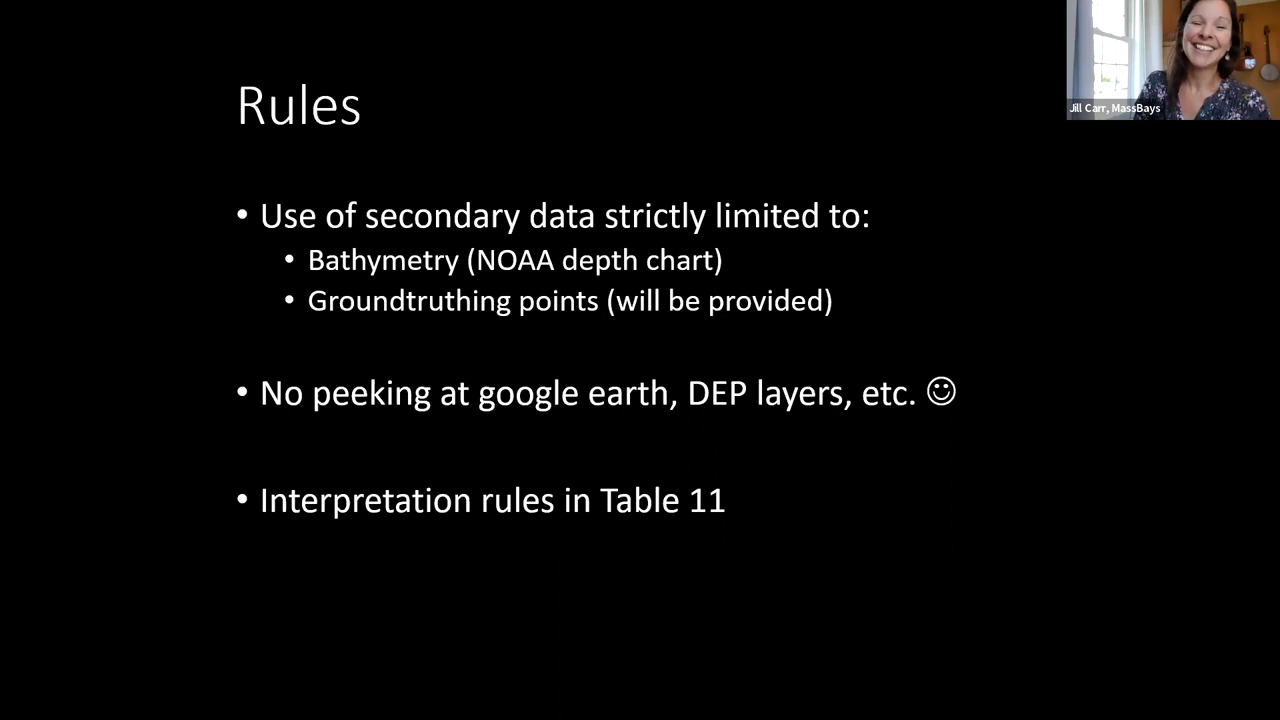 Rules
• Use of secondary data strictly limited to:
• Bathymetry (NOAA depth chart)
• Groundtruthing points (will be provided)
• No peeking at google earth, DEP layers, etc. ☺
• Interpretation rules in Table 11
Jill Carr, MassBays